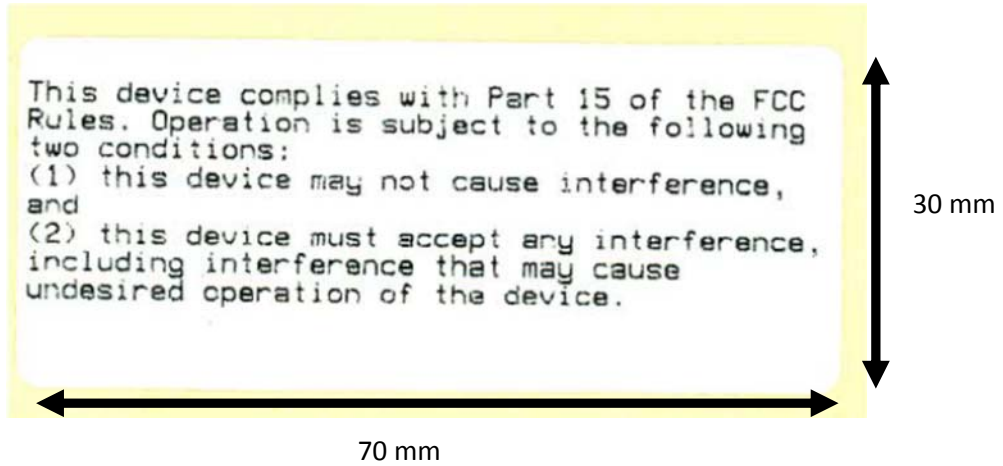 This device complies with Part 15 of the FCC
Rules. Operation is subject to the following
two conditions:
(1) this device may not cause interference,
and
(2) this device must accept any interference,
including interference that may cause
undesired operation of the device.
30 mm
70 mm